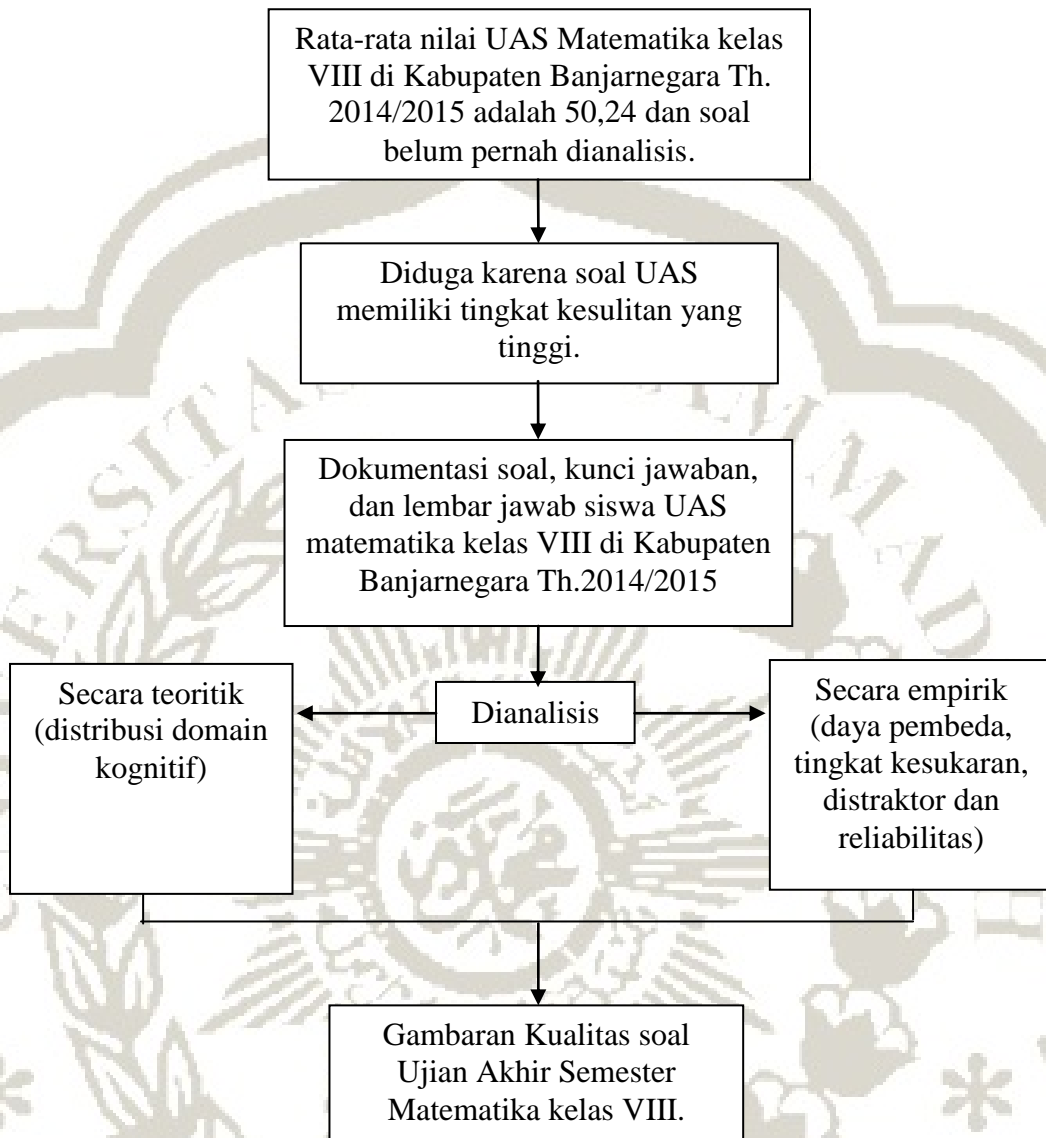 Rata-rata nilai UAS Matematika kelas
VIII di Kabupaten Banjarnegara Th.
2014/2015 adalah 50,24 dan soal
belum pernah dianalisis.
Diduga karena soal UAS
memiliki tingkat kesulitan yang
tinggi.
Dokumentasi soal, kunci jawaban,
dan lembar jawab siswa UAS
matematika kelas VIII di Kabupaten
Banjarnegara Th.2014/2015
Secara teoritik
(distribusi domain
kognitif)
Dianalisis
Secara empirik
(daya pembeda,
tingkat kesukaran,
distraktor dan
reliabilitas)
Gambaran Kualitas soal
Ujian Akhir Semester
Matematika kelas VIII.